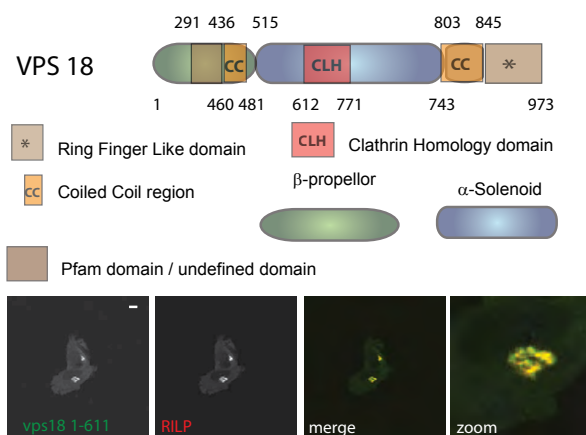 291 436 515 803 845
VPS 18
CC CLH CC *
1 460 481 612 771 743 973
* Ring Finger Like domain
CLH Clathrin Homology domain
CC Coiled Coil region
β-propellor
α-Solenoid
Pfam domain / undefined domain
vps18 1-611 RILP merge zoom